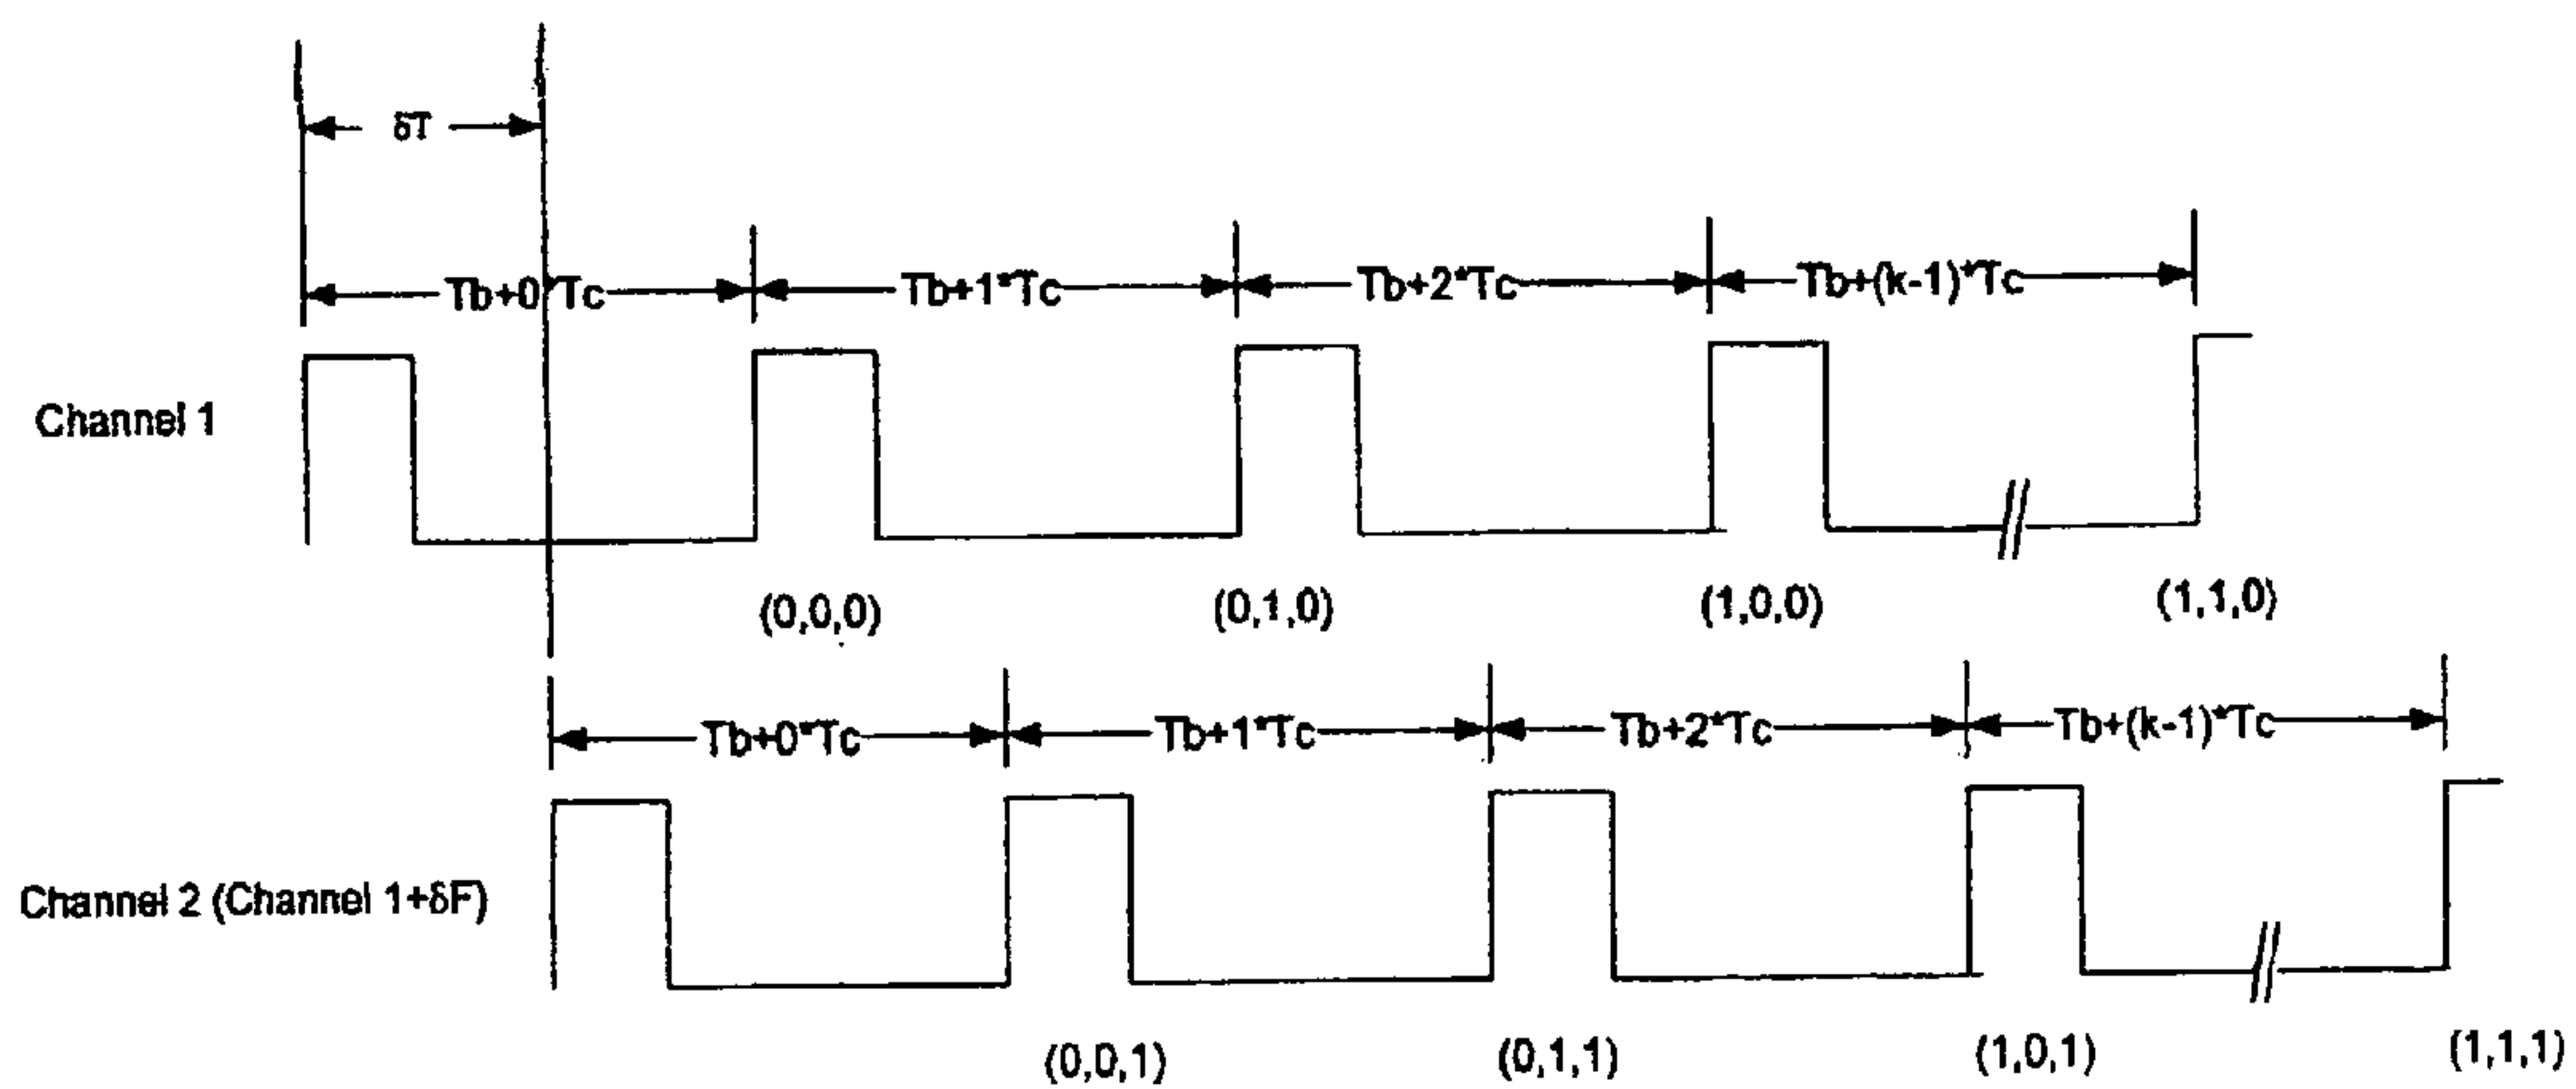 δT
Tb+0*Tc Tb+1*Tc Tb+2*Tc Tb+(k-1)*Tc
Channel 1
(0,0,0) (0,1,0) (1,0,0) (1,1,0)
Tb+0*Tc Tb+1*Tc Tb+2*Tc Tb+(k-1)*Tc
Channel 2 (Channel 1+δF)
(0,0,1) (0,1,1) (1,0,1) (1,1,1)